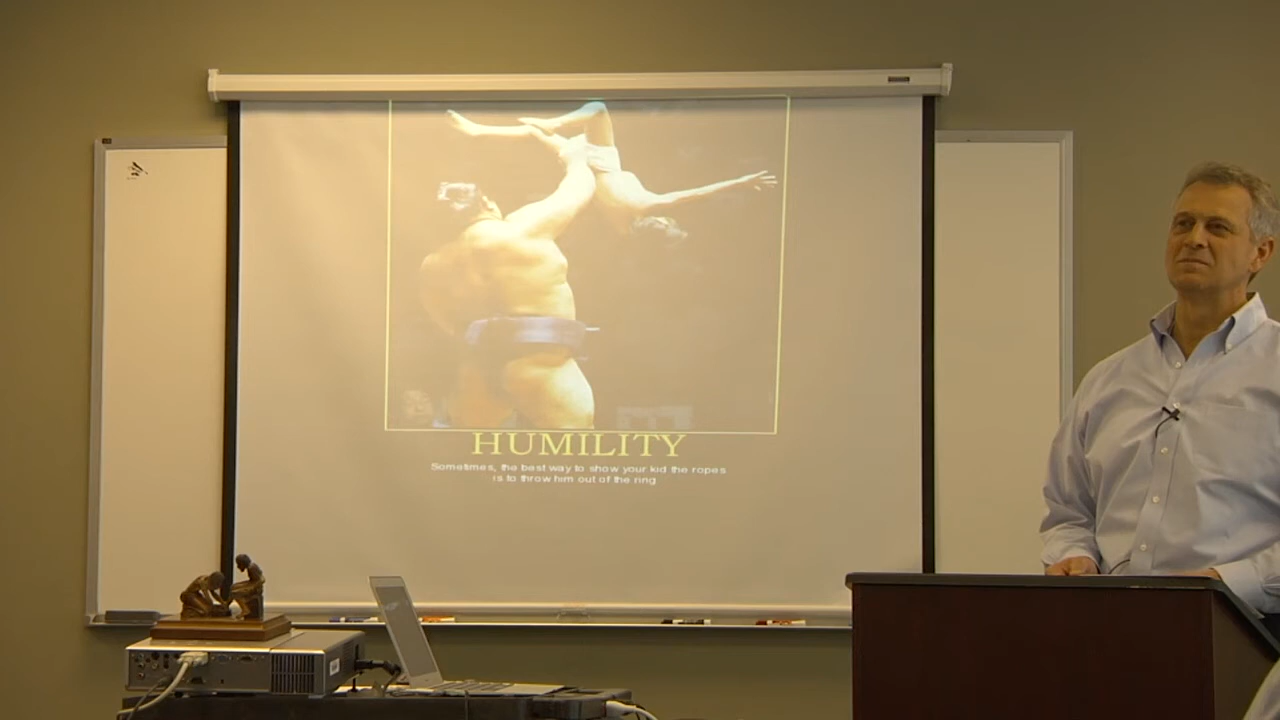 HUMILITY
Sometimes, the best way to show your kid the ropes
is to throw him out of the ring